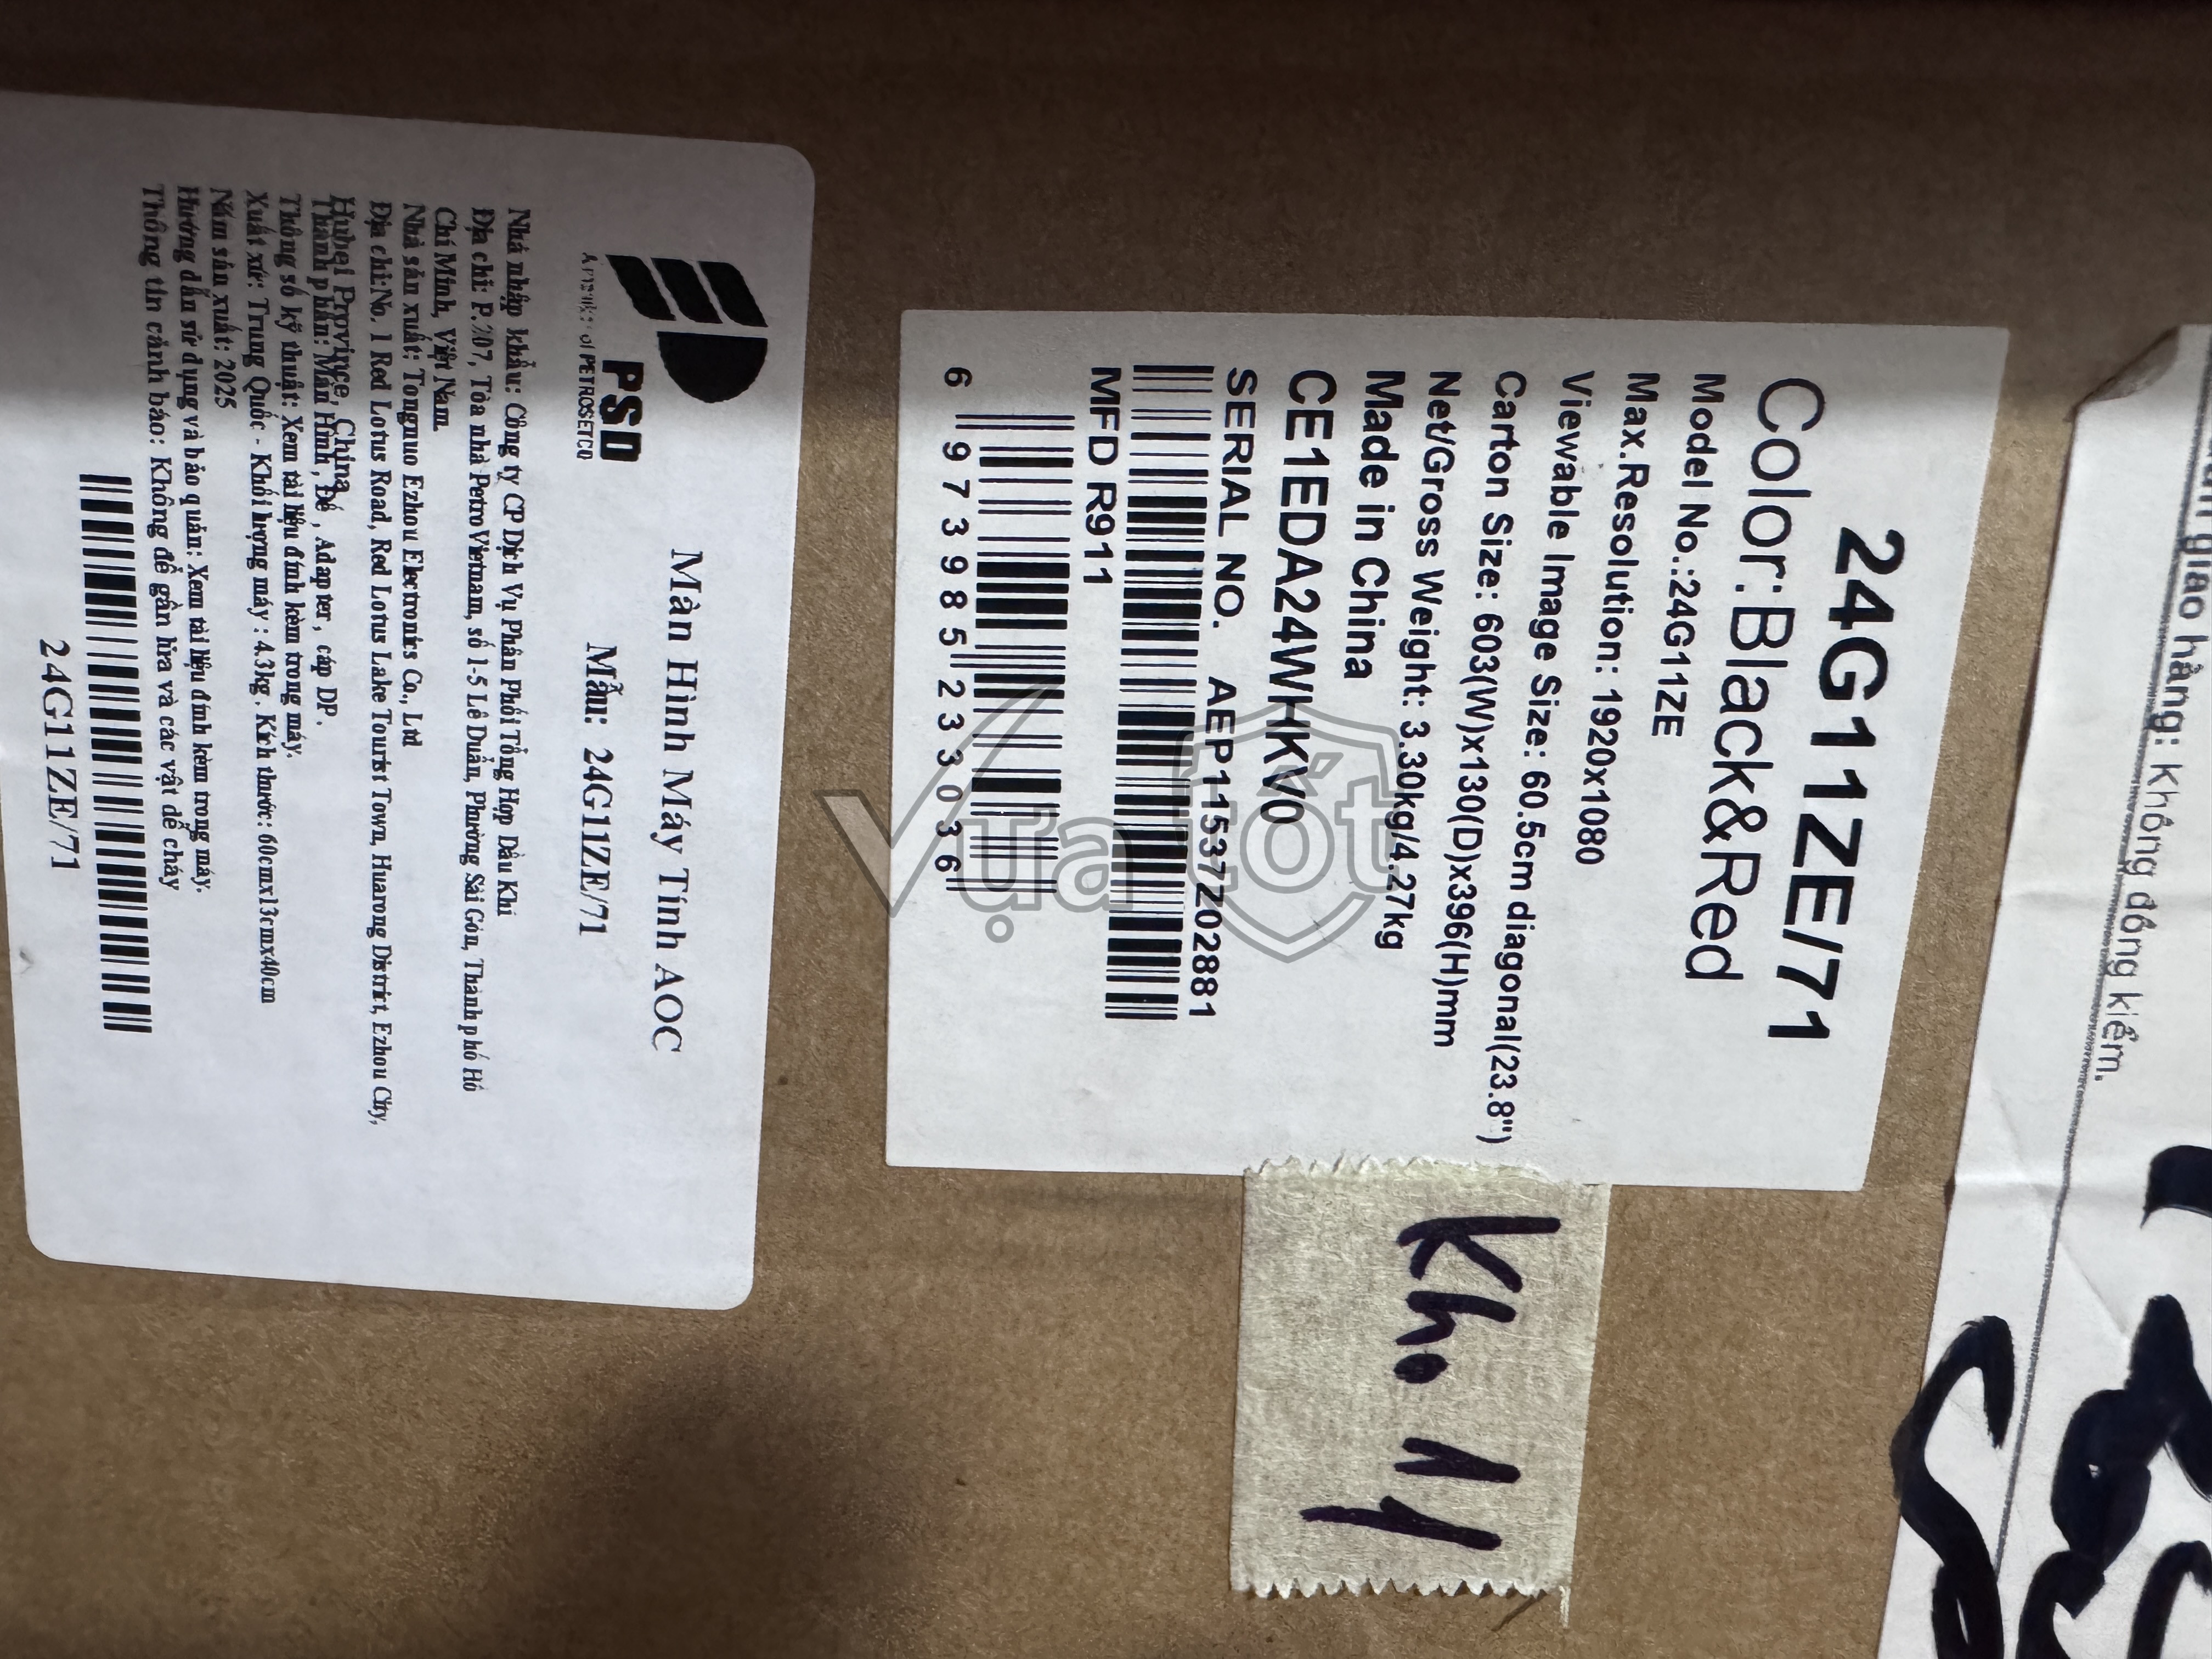 24G11ZE/71
Color:Black&Red
Model No.:24G11ZE
Max.Resolution: 1920x1080
Viewable Image Size: 60.5cm diagonal(23.8")
Carton Size: 603(W)x130(D)x396(H)mm
Net/Gross Weight: 3.30kg/4.27kg
Made in China
CE1EDA24WHKV0
SERIAL NO. AEP11537Z02881
MFD R911
6 973985 233036
Kh. 11
PSD
PETROSETCO
Màn Hình Máy Tính AOC
Mẫu: 24G11ZE/71
Nhà nhập khẩu: Công ty CP Dịch Vụ Phân Phối Tổng Hợp Dầu Khí
Địa chỉ: P.207, Tòa nhà Petro Vietnam, số 1-5 Lê Duẩn, Phường Sài Gòn, Thành phố Hồ
Chí Minh, Việt Nam
Nhà sản xuất: Tongnuo Ezhou Electronics Co., Ltd
Địa chỉ:No. 1 Red Lotus Road, Red Lotus Lake Tourist Town, Huarong District, Ezhou City,
Hubei Province, China
Thành phần: Màn Hình, Đế , Adapter , cáp DP.
Thông số kỹ thuật: Xem tài liệu đính kèm trong máy.
Xuất xứ: Trung Quốc - Khối lượng máy : 4.3kg . Kích thước: 60cmx13cmx40cm
Năm sản xuất: 2025
Hướng dẫn sử dụng và bảo quản: Xem tài liệu đính kèm trong máy.
Thông tin cảnh báo: Không để gần lửa và các vật dễ cháy
24G11ZE/71
giao hàng: không đồng kiểm.
Vựa tốt